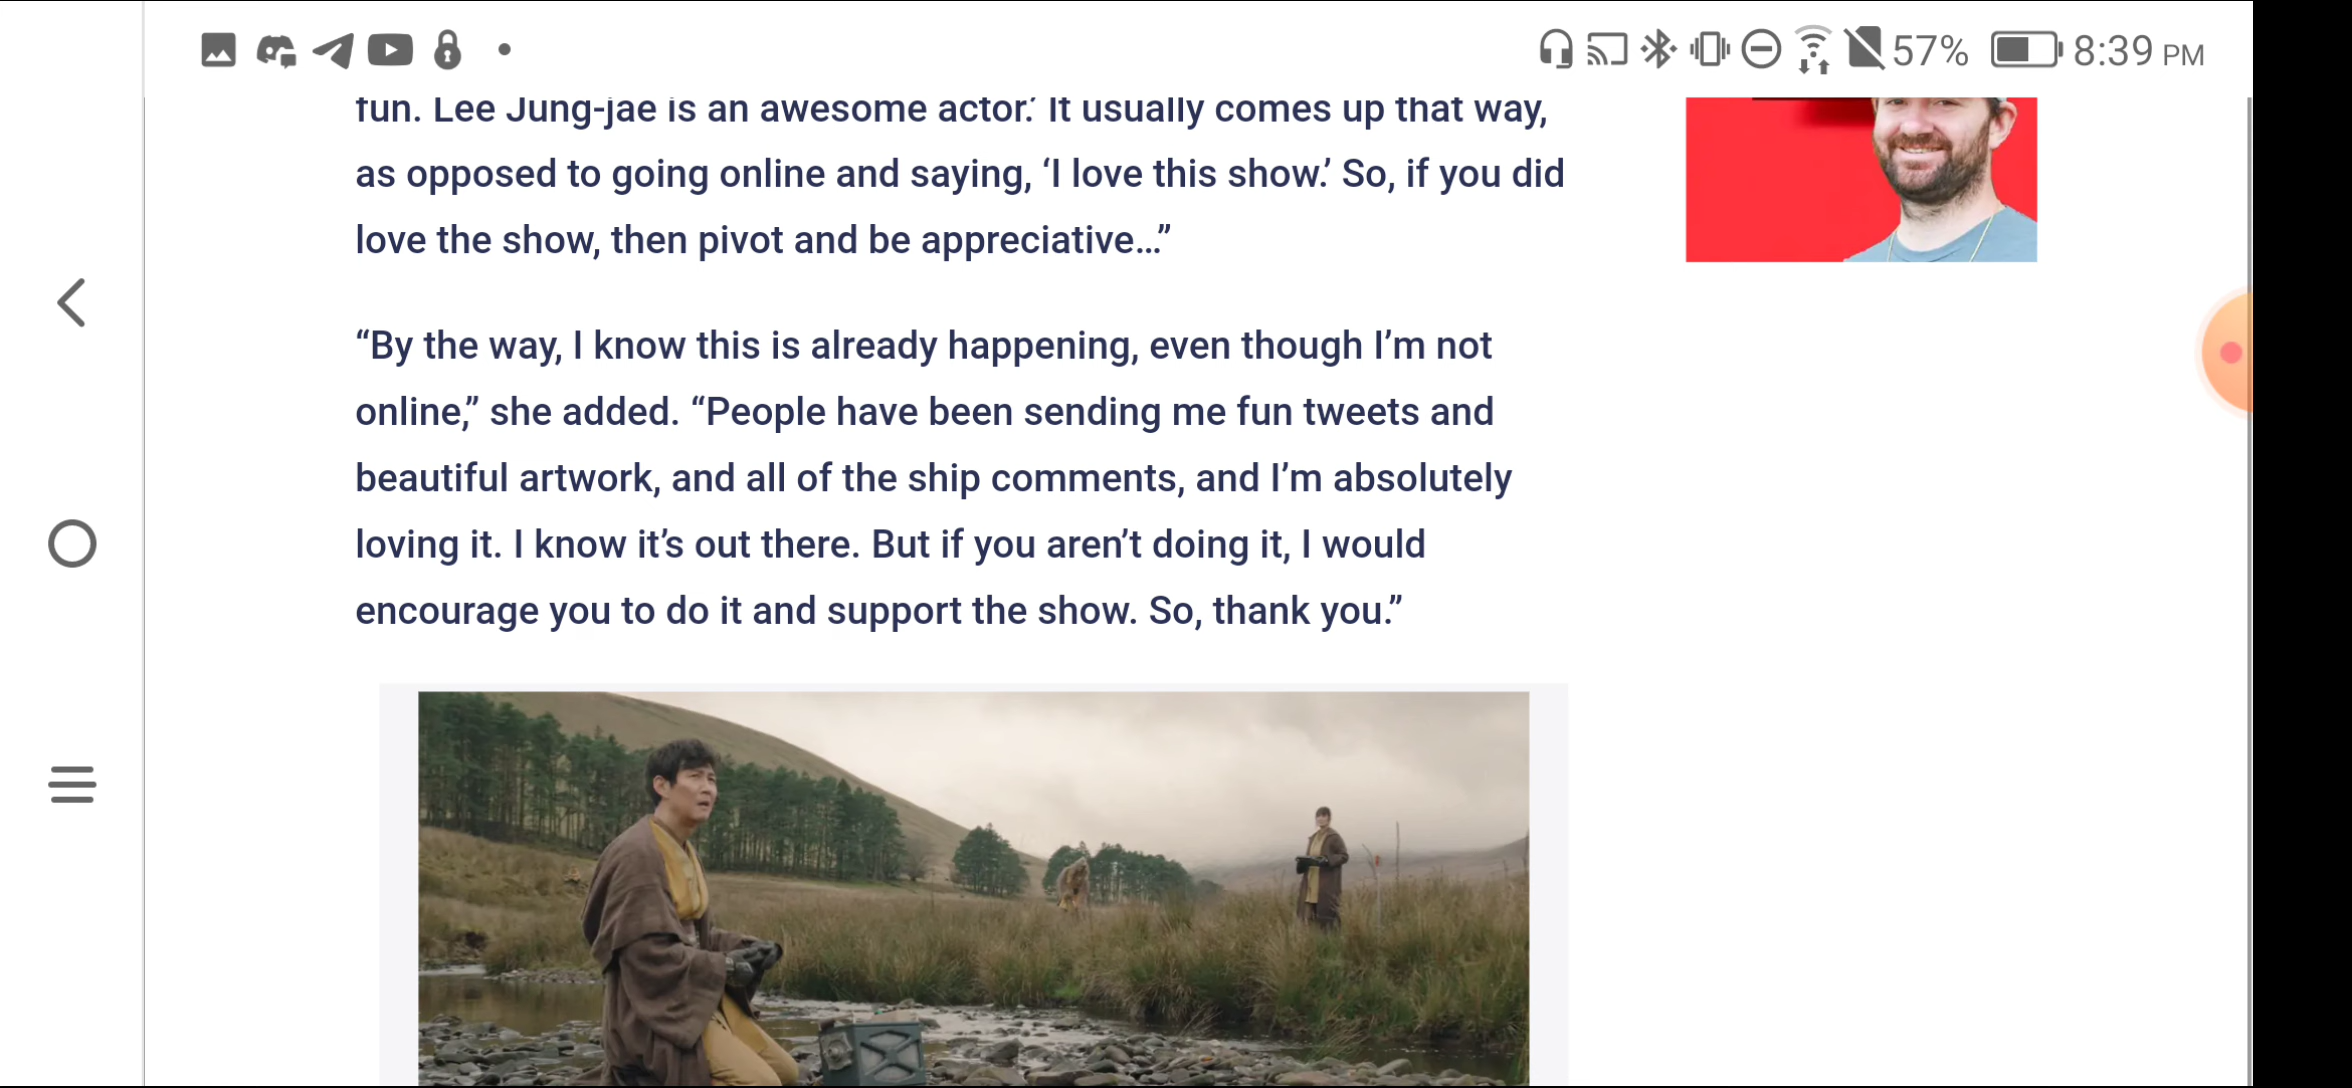 57% 8:39 PM
fun. Lee Jung-jae is an awesome actor.’ It usually comes up that way,
as opposed to going online and saying, ‘I love this show.’ So, if you did
love the show, then pivot and be appreciative…”
“By the way, I know this is already happening, even though I’m not
online,” she added. “People have been sending me fun tweets and
beautiful artwork, and all of the ship comments, and I’m absolutely
loving it. I know it’s out there. But if you aren’t doing it, I would
encourage you to do it and support the show. So, thank you.”